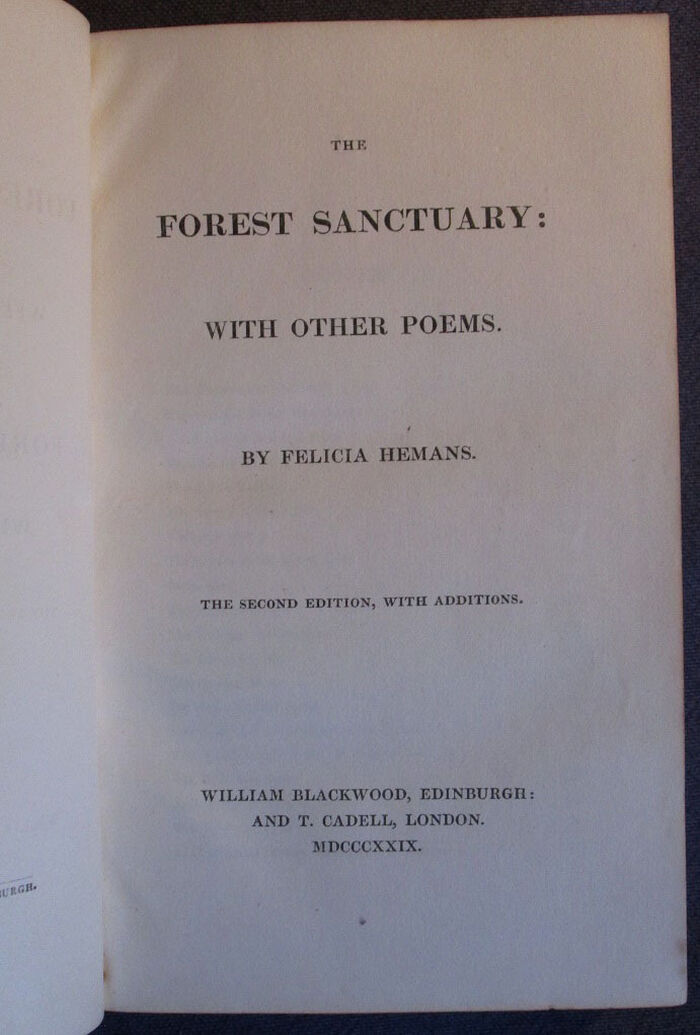 THE
FOREST SANCTUARY:
WITH OTHER POEMS.
BY FELICIA HEMANS.
THE SECOND EDITION, WITH ADDITIONS.
WILLIAM BLACKWOOD, EDINBURGH:
AND T. CADELL, LONDON.
MDCCCXXIX.
BURGH.